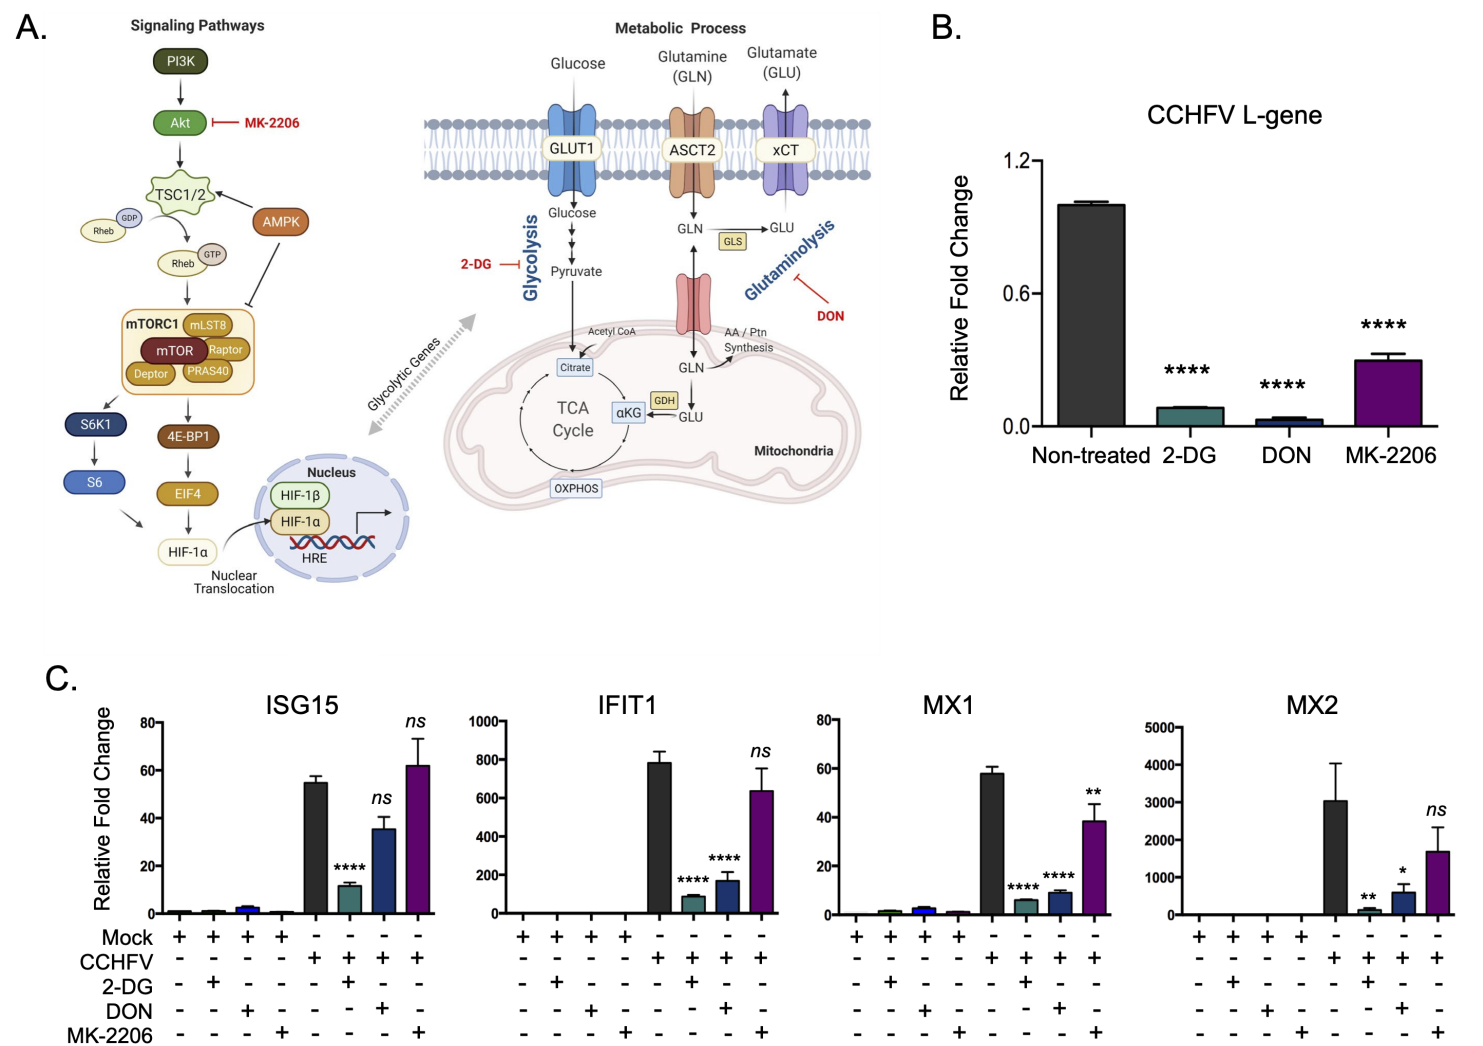 A.
Signaling Pathways
PI3K
Akt
MK-2206
TSC1/2
GDP
Rheb
AMPK
GTP
Rheb
mTORC1
mLST8
mTOR
Raptor
Deptor
PRAS40
S6K1
4E-BP1
S6
EIF4
HIF-1α
Nuclear
Translocation
Nucleus
HIF-1β
HIF-1α
HRE
Glycolytic Genes
Metabolic Process
Glucose
Glutamine
(GLN)
Glutamate
(GLU)
GLUT1
ASCT2
xCT
Glucose
GLN
GLS
GLU
2-DG
Glycolysis
Pyruvate
Glutaminolysis
DON
Acetyl CoA
AA / Ptn
Synthesis
Citrate
GLN
TCA
Cycle
αKG
GDH
GLU
Mitochondria
OXPHOS
B.
CCHFV L-gene
Relative Fold Change
1.2
0.6
0.0
****
****
****
Non-treated 2-DG DON MK-2206
C.
ISG15
Relative Fold Change
80
60
40
20
0
****
ns
ns
IFIT1
1000
800
600
400
200
0
****
****
ns
MX1
80
60
40
20
0
****
****
**
MX2
5000
4000
3000
2000
1000
0
**
*
ns
Mock + + + + - - - - + + + + - - - - + + + + - - - - + + + + - - - -
CCHFV - - - - + + + + - - - - + + + + - - - - + + + + - - - - + + + +
2-DG - + - - - + - - - + - - - + - - - + - - - + - - - + - - - + - -
DON - - + - - - + - - - + - - - + - - - + - - - + - - - + - - - + -
MK-2206 - - - + - - - + - - - + - - - + - - - + - - - + - - - + - - - +